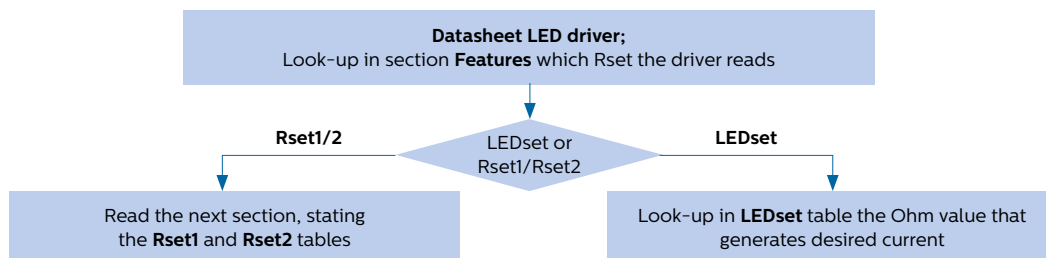 Datasheet LED driver;
Look-up in section Features which Rset the driver reads
Rset1/2
LEDset or
Rset1/Rset2
LEDset
Read the next section, stating
the Rset1 and Rset2 tables
Look-up in LEDset table the Ohm value that
generates desired current